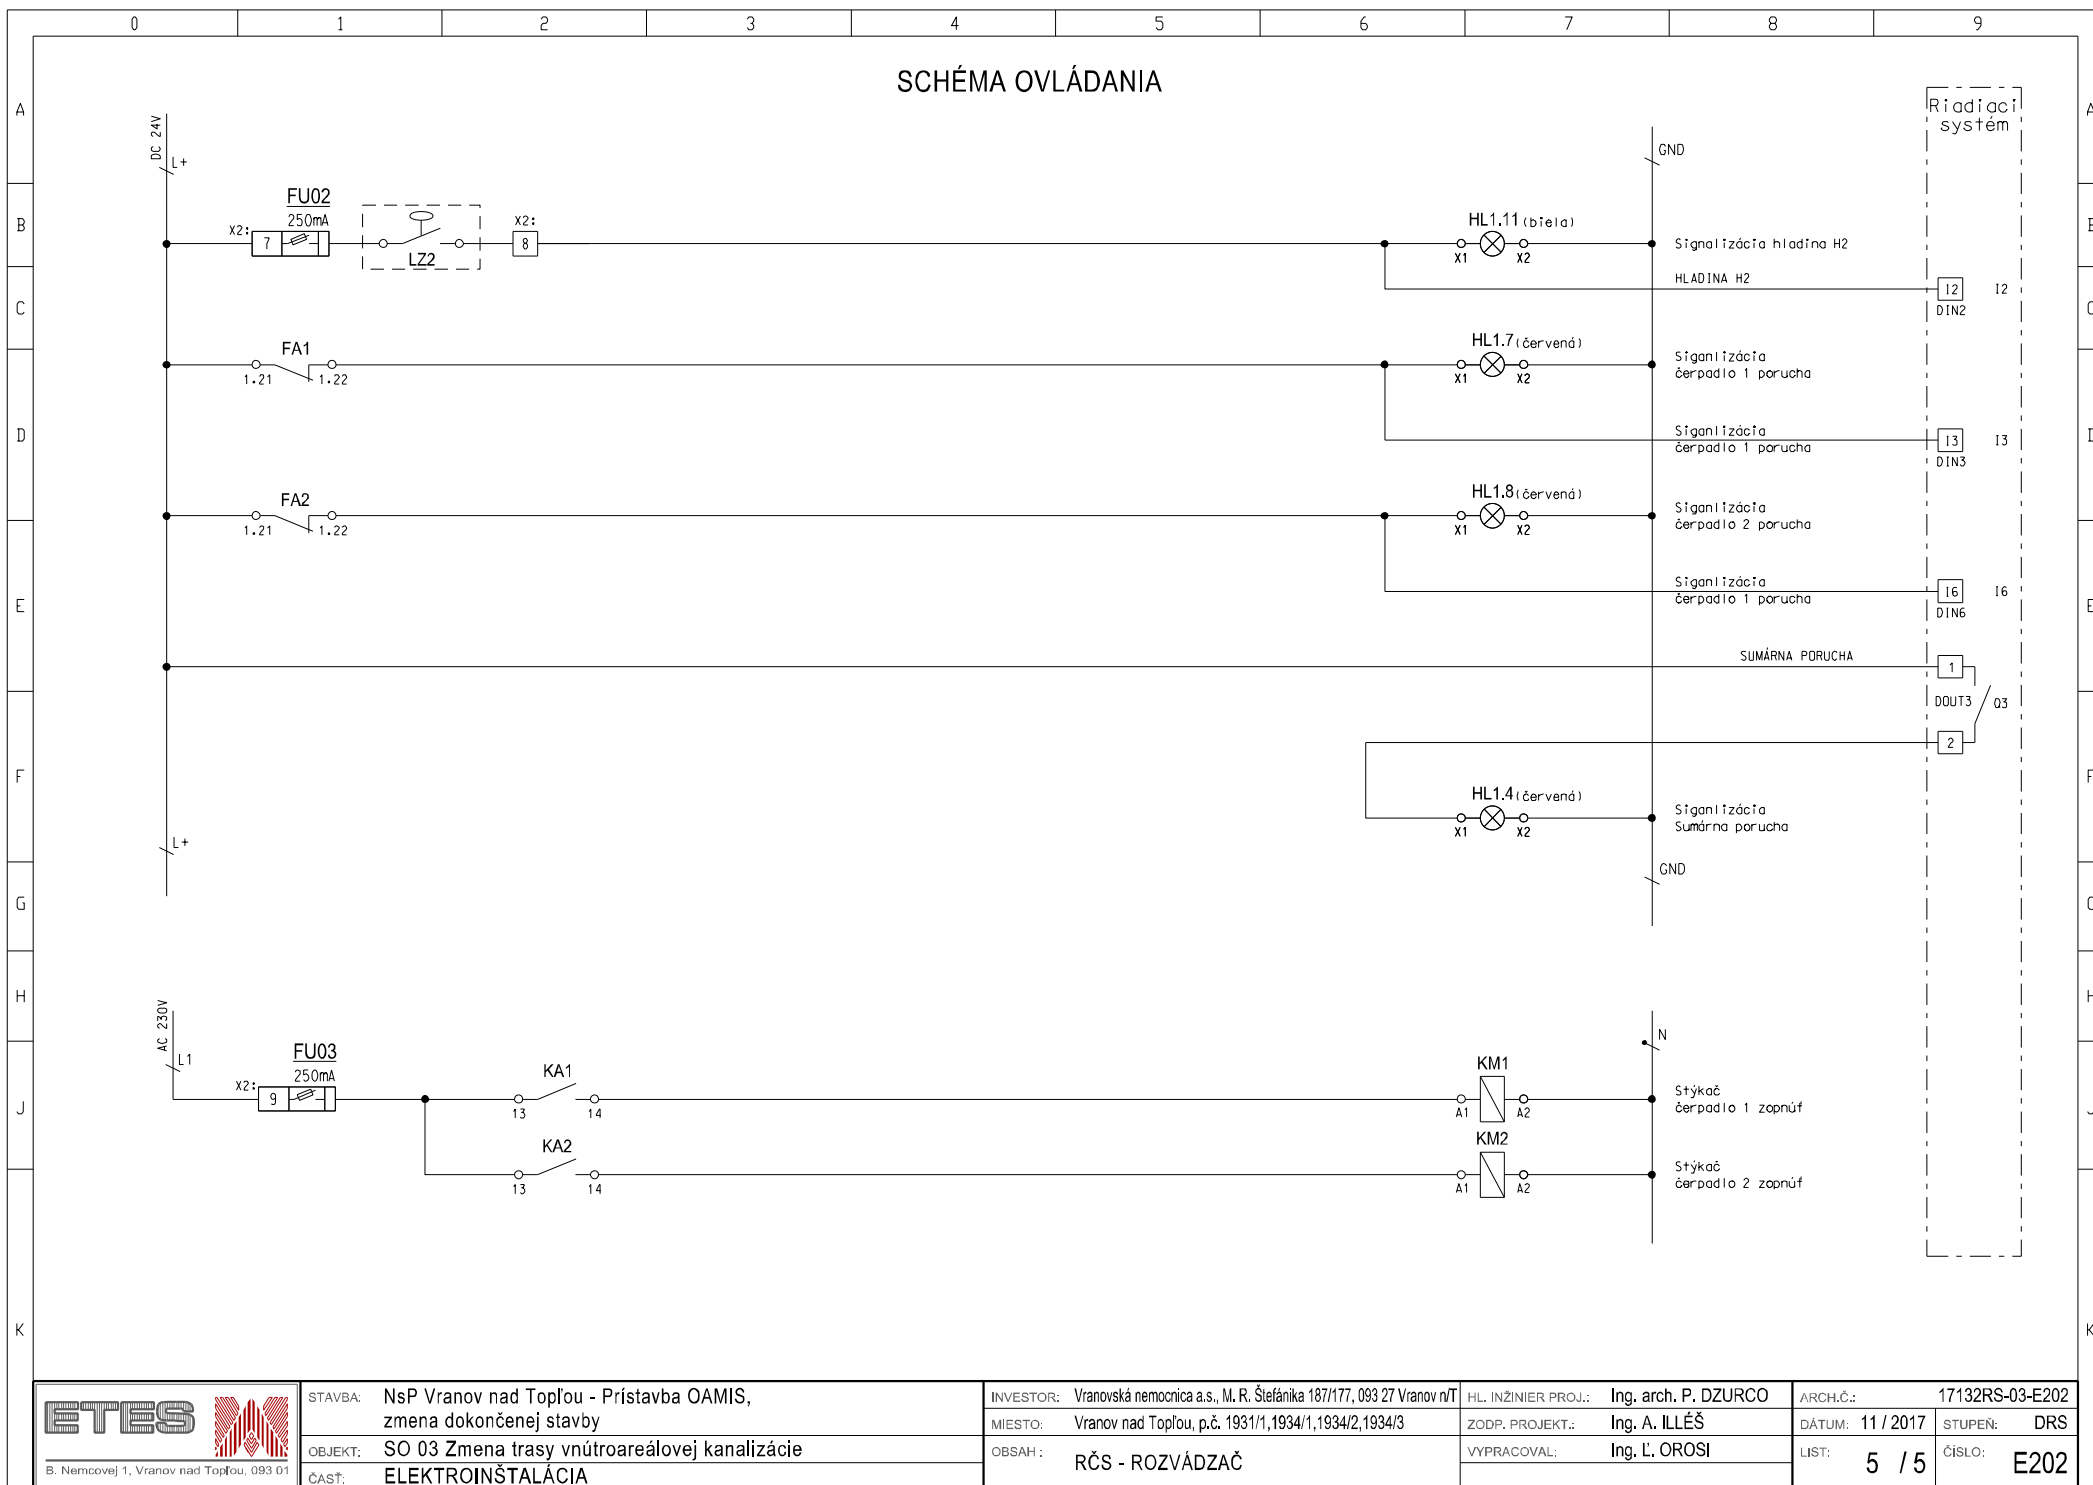 0 1 2 3 4 5 6 7 8 9
SCHÉMA OVLÁDANIA
A
Riadiaci
systém
DC 24V
L+
GND
B
FU02
250mA
X2:
7
LZ2
X2:
8
HL1.11 (biela)
X1
X2
Signalizácia hladina H2
HLADINA H2
I2
I2
DIN2
C
FA1
1.21
1.22
HL1.7 (červená)
X1
X2
Siganlizácia
čerpadlo 1 porucha
D
Siganlizácia
čerpadlo 1 porucha
I3
I3
DIN3
FA2
1.21
1.22
HL1.8 (červená)
X1
X2
Siganlizácia
čerpadlo 2 porucha
E
Siganlizácia
čerpadlo 1 porucha
I6
I6
DIN6
SUMÁRNA PORUCHA
1
DOUT3
Q3
2
F
HL1.4 (červená)
X1
X2
Siganlizácia
Sumárna porucha
L+
GND
G
H
AC 230V
L1
N
J
FU03
250mA
X2:
9
KA1
13
14
KM1
A1
A2
Stýkač
čerpadlo 1 zopnúť
KA2
13
14
KM2
A1
A2
Stýkač
čerpadlo 2 zopnúť
K
ETES
B. Nemcovej 1, Vranov nad Topľou, 093 01
STAVBA: NsP Vranov nad Topľou - Prístavba OAMIS,
zmena dokončenej stavby
OBJEKT: SO 03 Zmena trasy vnútroareálovej kanalizácie
ČASŤ: ELEKTROINŠTALÁCIA
INVESTOR: Vranovská nemocnica a.s., M. R. Štefánika 187/177, 093 27 Vranov n/T
MIESTO: Vranov nad Topľou, p.č. 1931/1,1934/1,1934/2,1934/3
OBSAH : RČS - ROZVÁDZAČ
HL. INŽINIER PROJ.: Ing. arch. P. DZURCO
ZODP. PROJEKT.: Ing. A. ILLÉŠ
VYPRACOVAL: Ing. Ľ. OROSI
ARCH.Č.: 17132RS-03-E202
DÁTUM: 11 / 2017
STUPEŇ: DRS
LIST: 5 / 5
ČÍSLO: E202